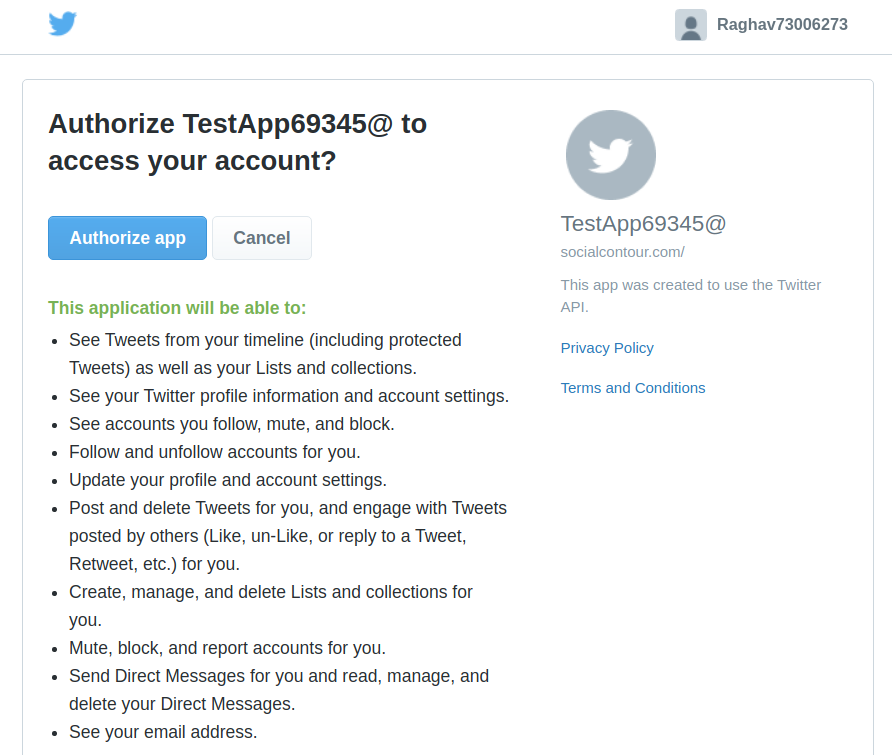 Raghav73006273
Authorize TestApp69345@ to
access your account?
Authorize app
Cancel
This application will be able to:
See Tweets from your timeline (including protected
Tweets) as well as your Lists and collections.
See your Twitter profile information and account settings.
See accounts you follow, mute, and block.
Follow and unfollow accounts for you.
Update your profile and account settings.
Post and delete Tweets for you, and engage with Tweets
posted by others (Like, un-Like, or reply to a Tweet,
Retweet, etc.) for you.
Create, manage, and delete Lists and collections for
you.
Mute, block, and report accounts for you.
Send Direct Messages for you and read, manage, and
delete your Direct Messages.
See your email address.
TestApp69345@
socialcontour.com/
This app was created to use the Twitter
API.
Privacy Policy
Terms and Conditions